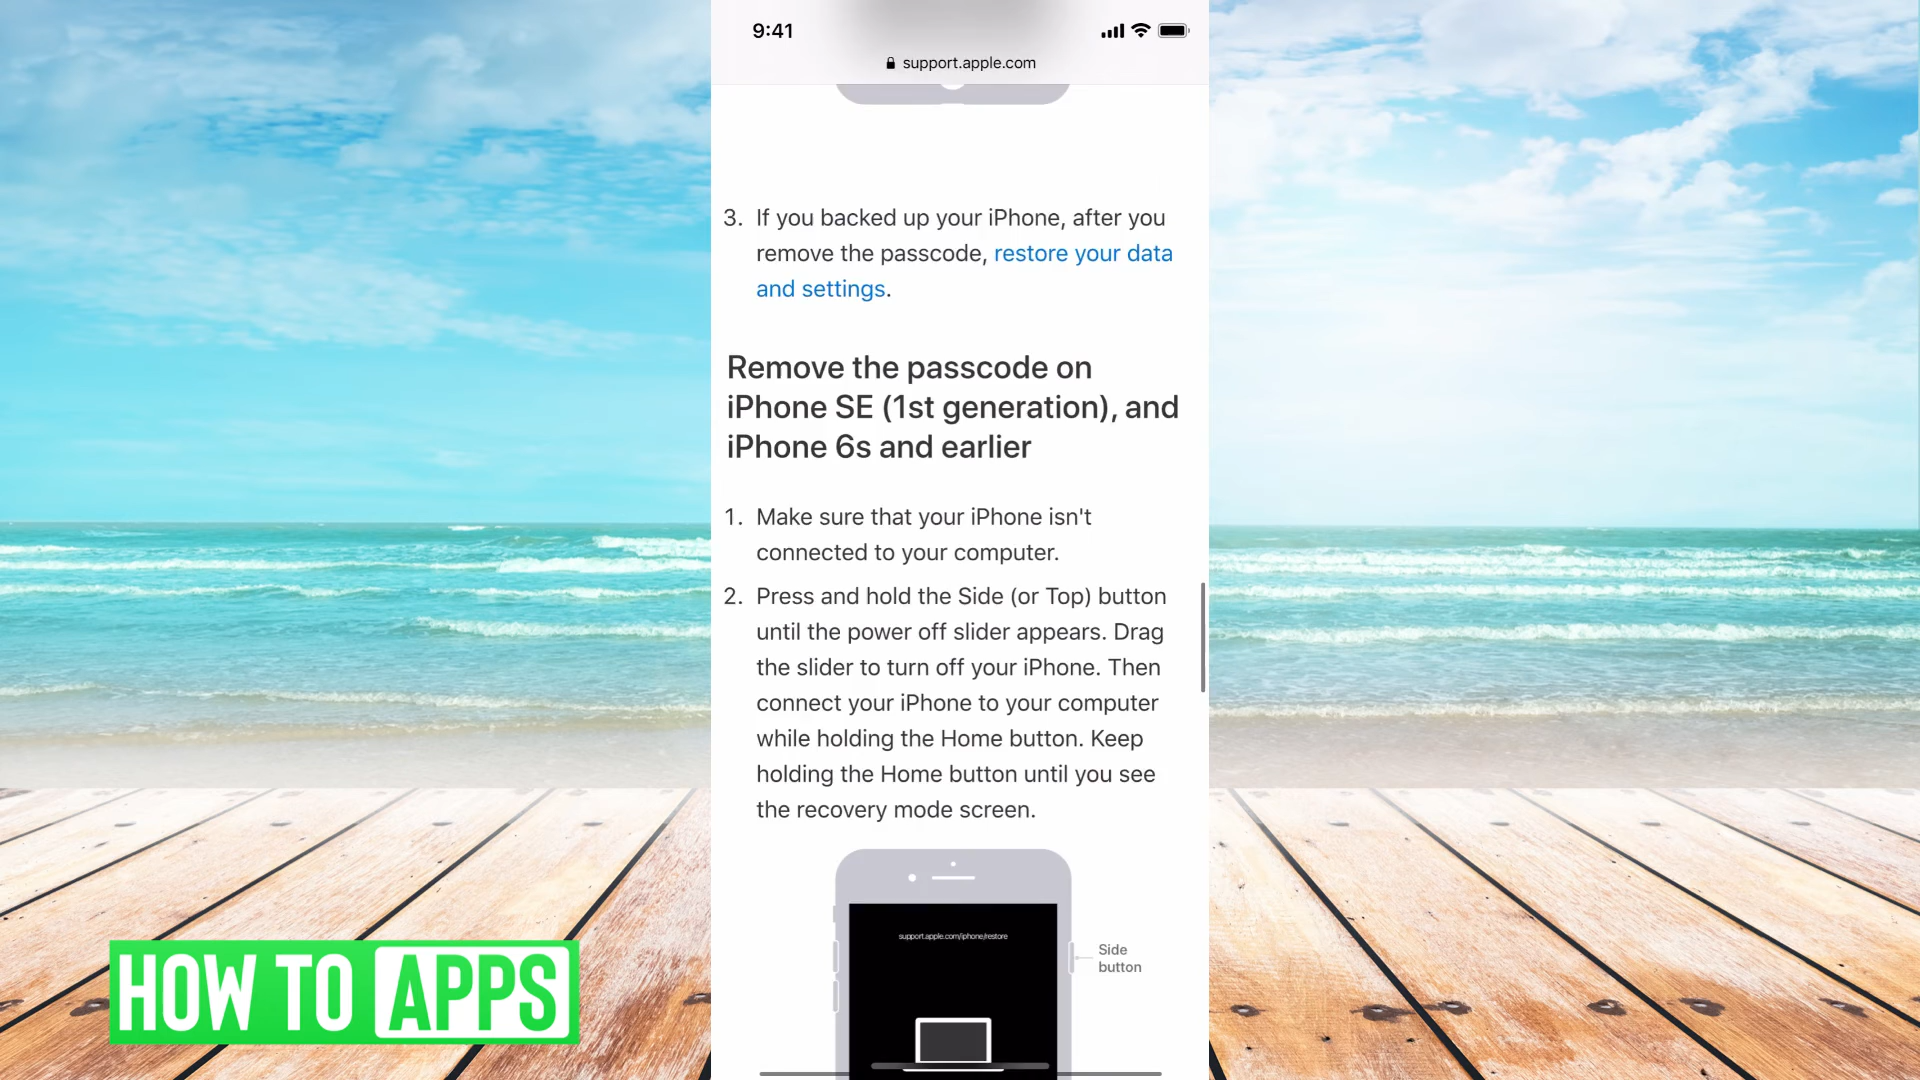 9:41
support.apple.com
3. If you backed up your iPhone, after you
remove the passcode, restore your data
and settings.
Remove the passcode on
iPhone SE (1st generation), and
iPhone 6s and earlier
1. Make sure that your iPhone isn't
connected to your computer.
2. Press and hold the Side (or Top) button
until the power off slider appears. Drag
the slider to turn off your iPhone. Then
connect your iPhone to your computer
while holding the Home button. Keep
holding the Home button until you see
the recovery mode screen.
support.apple.com/iphone/restore
Side
button
HOW TO APPS